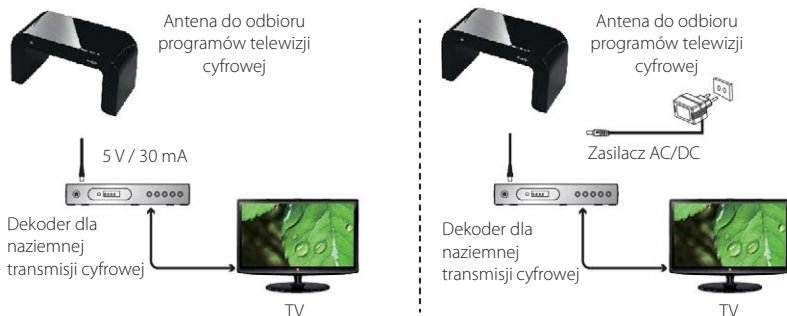 Antena do odbioru
programów telewizji
cyfrowej
5 V / 30 mA
Dekoder dla
naziemnej
transmisji cyfrowej
TV
Antena do odbioru
programów telewizji
cyfrowej
Zasilacz AC/DC
Dekoder dla
naziemnej
transmisji cyfrowej
TV